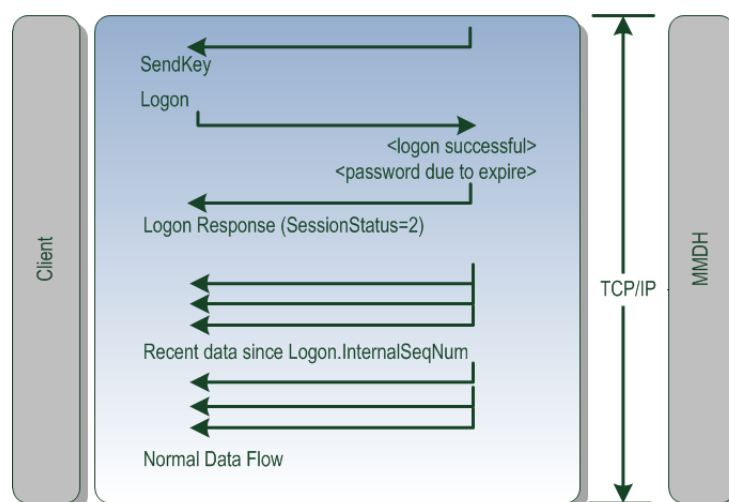 SendKey
Logon
<logon successful>
<password due to expire>
Logon Response (SessionStatus=2)
Client
TCP/IP
MMDH
Recent data since Logon.InternalSeqNum
Normal Data Flow